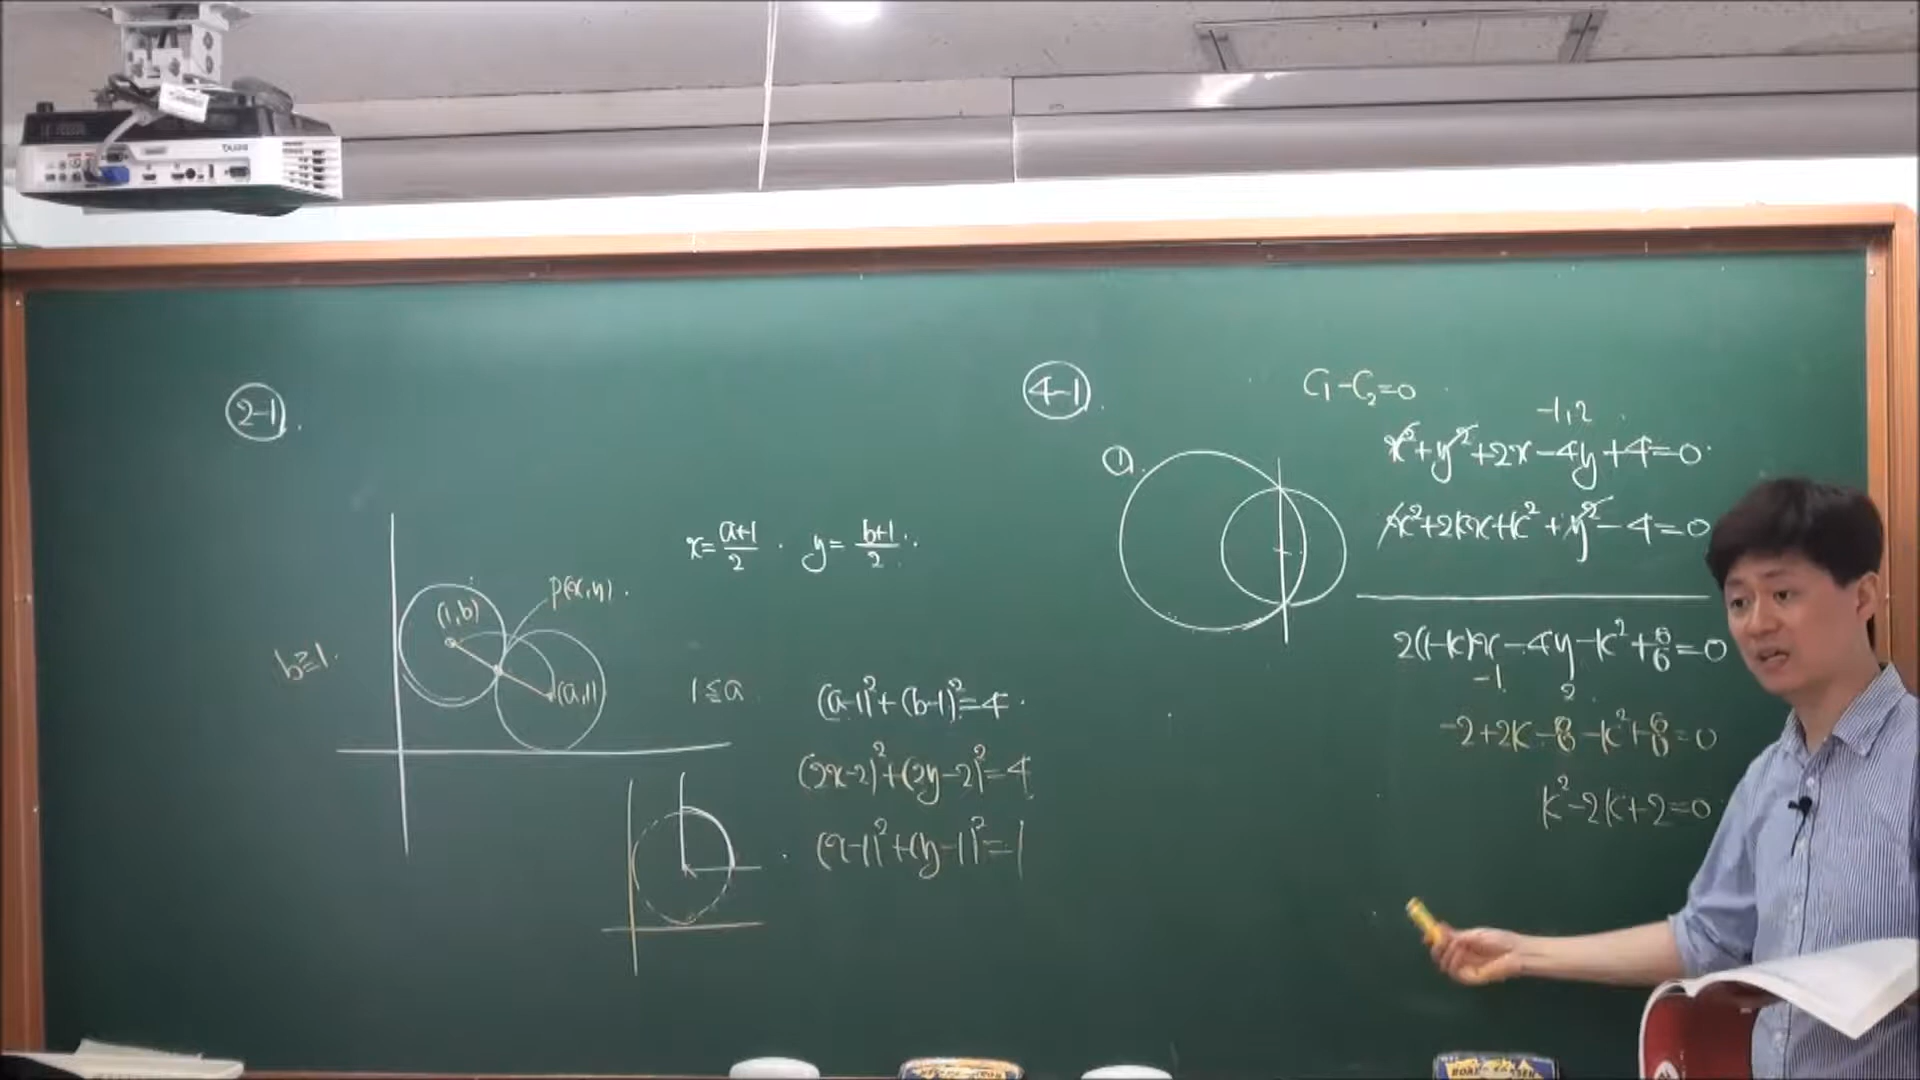 2-1.
x=a+1/2 . y=b+1/2 .
(1,b)
P(x,y).
b≥1.
(a,1)
1≤a
(a-1)²+(b-1)²=4.
(2x-2)²+(2y-2)²=4
(x-1)²+(y-1)²=1
4-1.
①
C₁-C₂=0
-1,2
x²+y²+2x-4y+4=0.
x²+2kx+k²+y²-4=0
2(1-k)x-4y-k²+8=0
-1 2
-2+2k-8-k²+8=0
k²-2k+2=0
BenQ